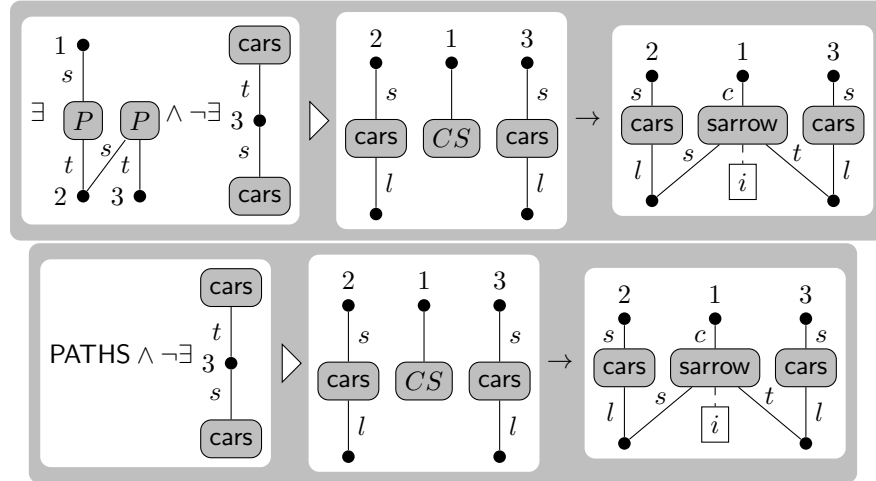 1 s P t 2 ∃ P s t 3 ∧ ¬∃ cars t 3 s cars
2 s cars l 1 CS 3 s cars l
→
2 s cars l 1 c sarrow s t i 3 s cars l
PATHS ∧ ¬∃ cars t 3 s cars
2 s cars l 1 CS 3 s cars l
→
2 s cars l 1 c sarrow s t i 3 s cars l